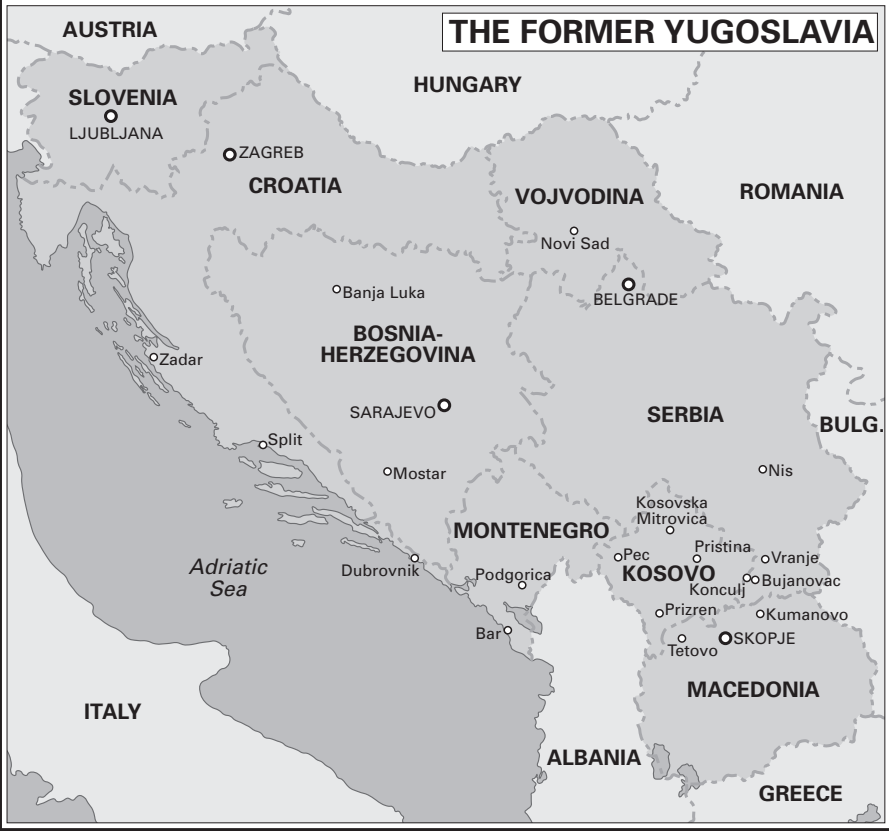 AUSTRIA
THE FORMER YUGOSLAVIA
HUNGARY
SLOVENIA
LJUBLJANA
ZAGREB
CROATIA
VOJVODINA
ROMANIA
Novi Sad
Banja Luka
BELGRADE
BOSNIA-
HERZEGOVINA
Zadar
SARAJEVO
SERBIA
BULG.
Split
Mostar
Nis
Kosovska
Mitrovica
MONTENEGRO
Pristina
Pec
Vranje
Adriatic
Sea
Dubrovnik
Podgorica
KOSOVO
Konculj
Bujanovac
Prizren
Kumanovo
Bar
SKOPJE
Tetovo
MACEDONIA
ITALY
ALBANIA
GREECE